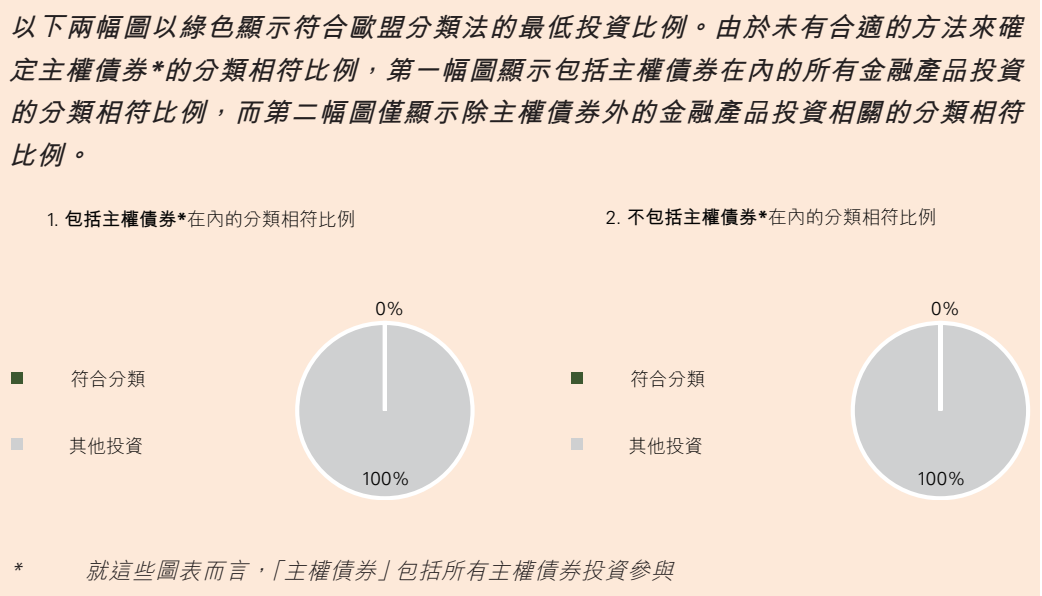 以下兩幅圖以綠色顯示符合歐盟分類法的最低投資比例。由於未有合適的方法來確
定主權債券*的分類相符比例，第一幅圖顯示包括主權債券在內的所有金融產品投資
的分類相符比例，而第二幅圖僅顯示除主權債券外的金融產品投資相關的分類相符
比例。
1. 包括主權債券*在內的分類相符比例
0%
符合分類
其他投資
100%
2. 不包括主權債券*在內的分類相符比例
0%
符合分類
其他投資
100%
* 就這些圖表而言，「主權債券」包括所有主權債券投資參與